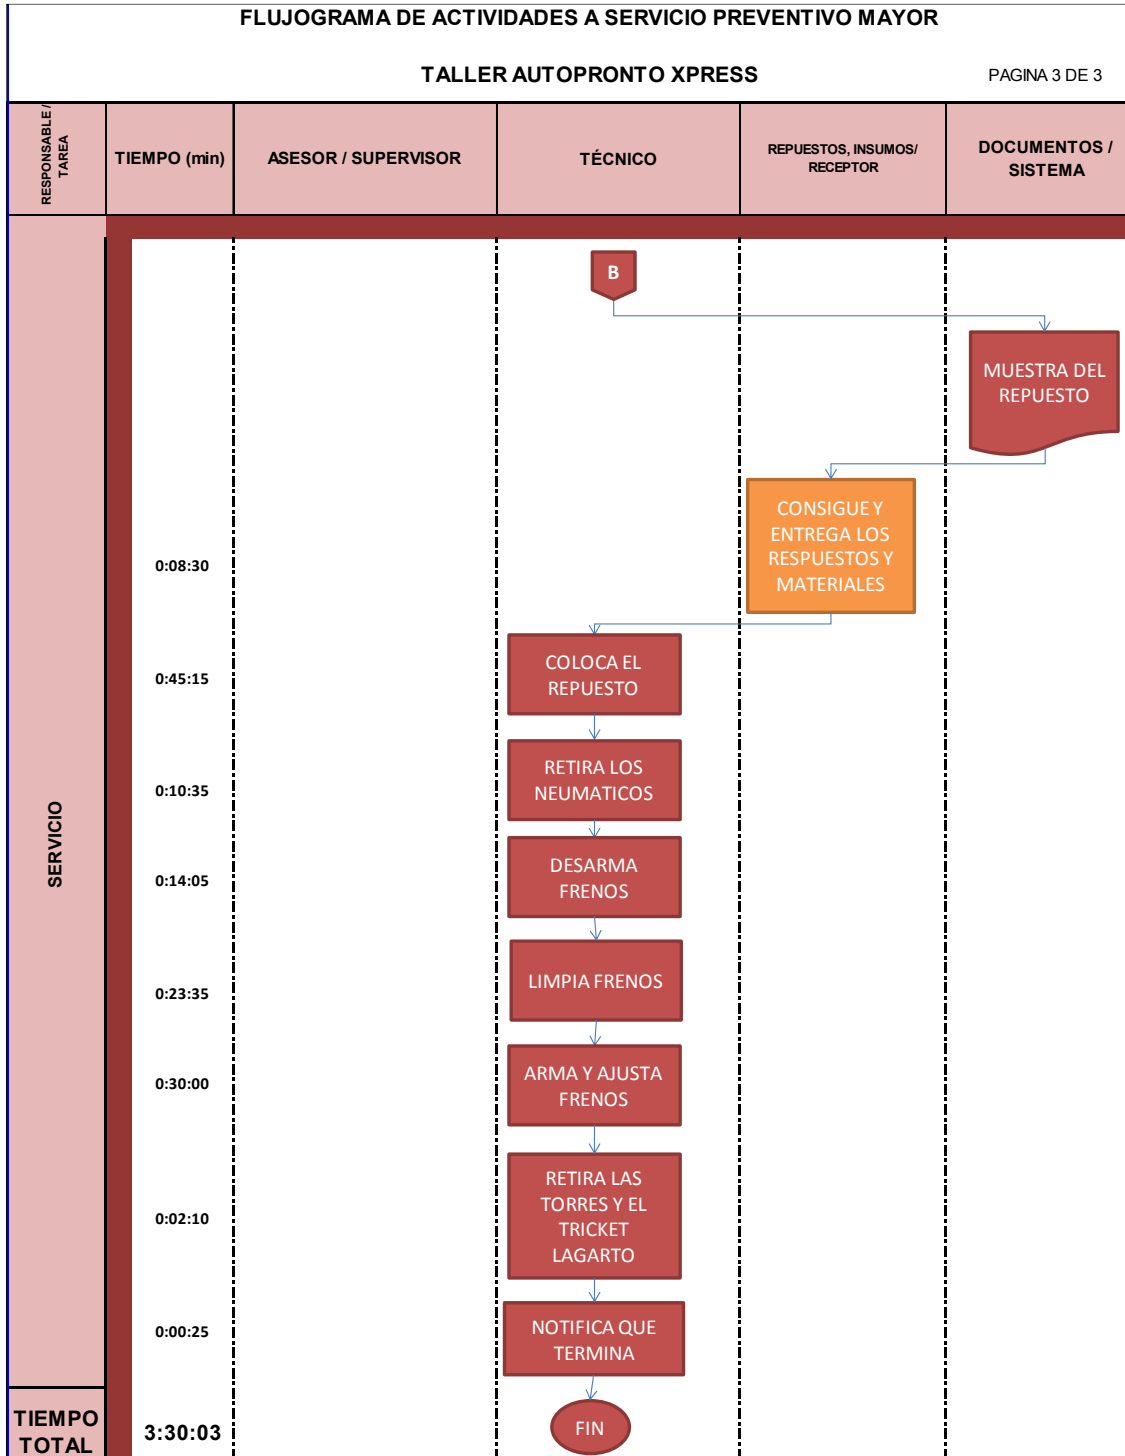 FLUJOGRAMA DE ACTIVIDADES A SERVICIO PREVENTIVO MAYOR
TALLER AUTOPRONTO XPRESS
PAGINA 3 DE 3
RESPONSABLE /
TAREA
TIEMPO (min)
ASESOR / SUPERVISOR
TÉCNICO
REPUESTOS, INSUMOS/
RECEPTOR
DOCUMENTOS /
SISTEMA
SERVICIO
B
MUESTRA DEL
REPUESTO
CONSIGUE Y
ENTREGA LOS
RESPUESTOS Y
MATERIALES
0:08:30
COLOCA EL
REPUESTO
0:45:15
RETIRA LOS
NEUMATICOS
0:10:35
DESARMA
FRENOS
0:14:05
LIMPIA FRENOS
0:23:35
ARMA Y AJUSTA
FRENOS
0:30:00
RETIRA LAS
TORRES Y EL
TRICKET
LAGARTO
0:02:10
NOTIFICA QUE
TERMINA
0:00:25
FIN
TIEMPO
TOTAL
3:30:03